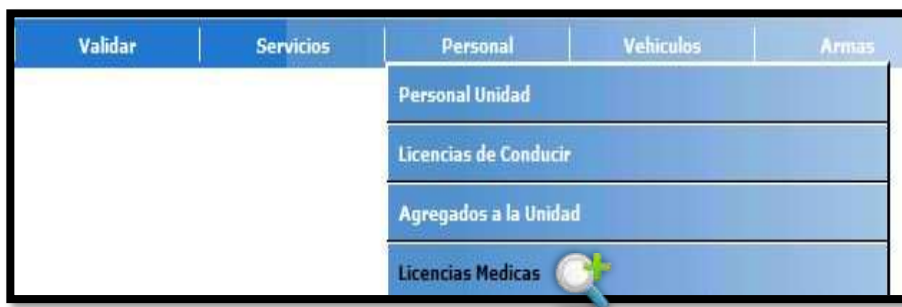 Validar Servicios Personal Vehiculos Armas
Personal Unidad
Licencias de Conducir
Agregados a la Unidad
Licencias Medicas